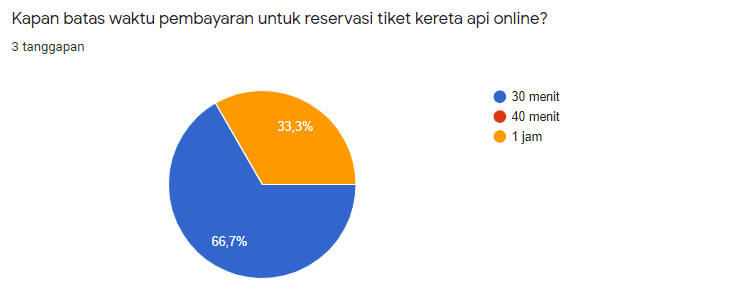 Kapan batas waktu pembayaran untuk reservasi tiket kereta api online?
3 tanggapan
30 menit
40 menit
1 jam
33,3%
66,7%